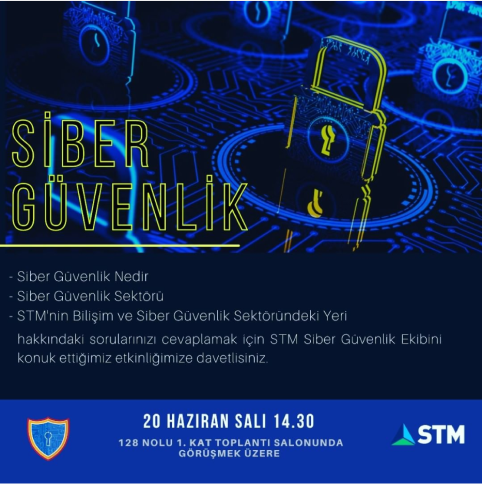 SİBER
GÜVENLİK
- Siber Güvenlik Nedir
- Siber Güvenlik Sektörü
- STM'nin Bilişim ve Siber Güvenlik Sektöründeki Yeri
hakkındaki sorularınızı cevaplamak için STM Siber Güvenlik Ekibini
konuk ettiğimiz etkinliğimize davetlisiniz.
20 HAZIRAN SALI 14.30
128 NOLU 1. KAT TOPLANTI SALONUNDA
GÖRÜŞMEK ÜZERE
STM